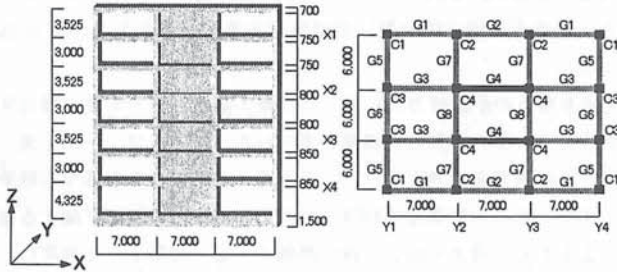 3,525
3,000
3,525
3,000
3,525
3,000
4,325
700
750
750
800
800
850
850
1,500
X1
X2
X3
X4
7,000 7,000 7,000
Z
Y
X
G1 G2 G1
C1 C2 C2 C1
G5 G7 G7 G5
G3 G4 G3
C3 C4 C4 C3
G6 G8 G8 G6
C3 G3 G4 G3 C3
C4 C4
G5 G7 G7 G5
C1 G1 C2 G2 C2 G1 C1
6,000
6,000
6,000
7,000 7,000 7,000
Y1 Y2 Y3 Y4